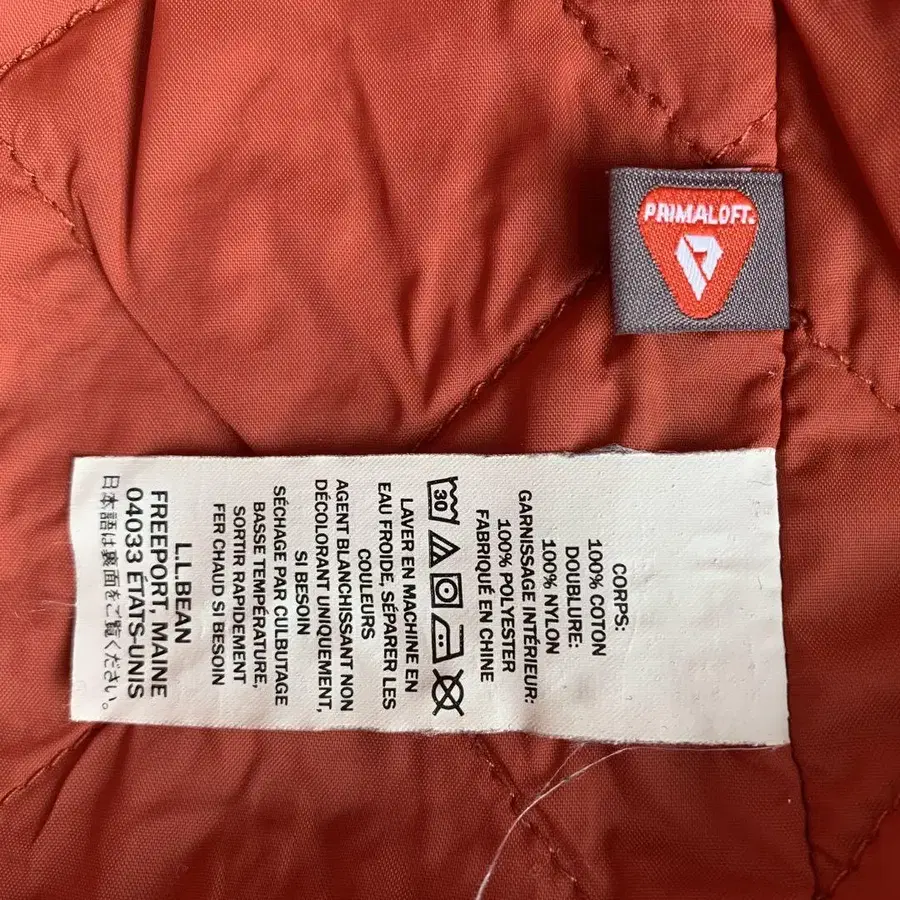 PRIMALOFT®
CORPS:
100% COTON
DOUBLURE:
100% NYLON
GARNISSAGE INTÉRIEUR:
100% POLYESTER
FABRIQUÉ EN CHINE
30
LAVER EN MACHINE EN
EAU FROIDE, SÉPARER LES
COULEURS
AGENT BLANCHISSANT NON
DÉCOLORANT UNIQUEMENT,
SI BESOIN
SÉCHAGE PAR CULBUTAGE
BASSE TEMPÉRATURE,
SORTIR RAPIDEMENT
FER CHAUD SI BESOIN
L.L.BEAN
FREEPORT, MAINE
04033 ÉTATS-UNIS
日本語は裏面をご覧ください。